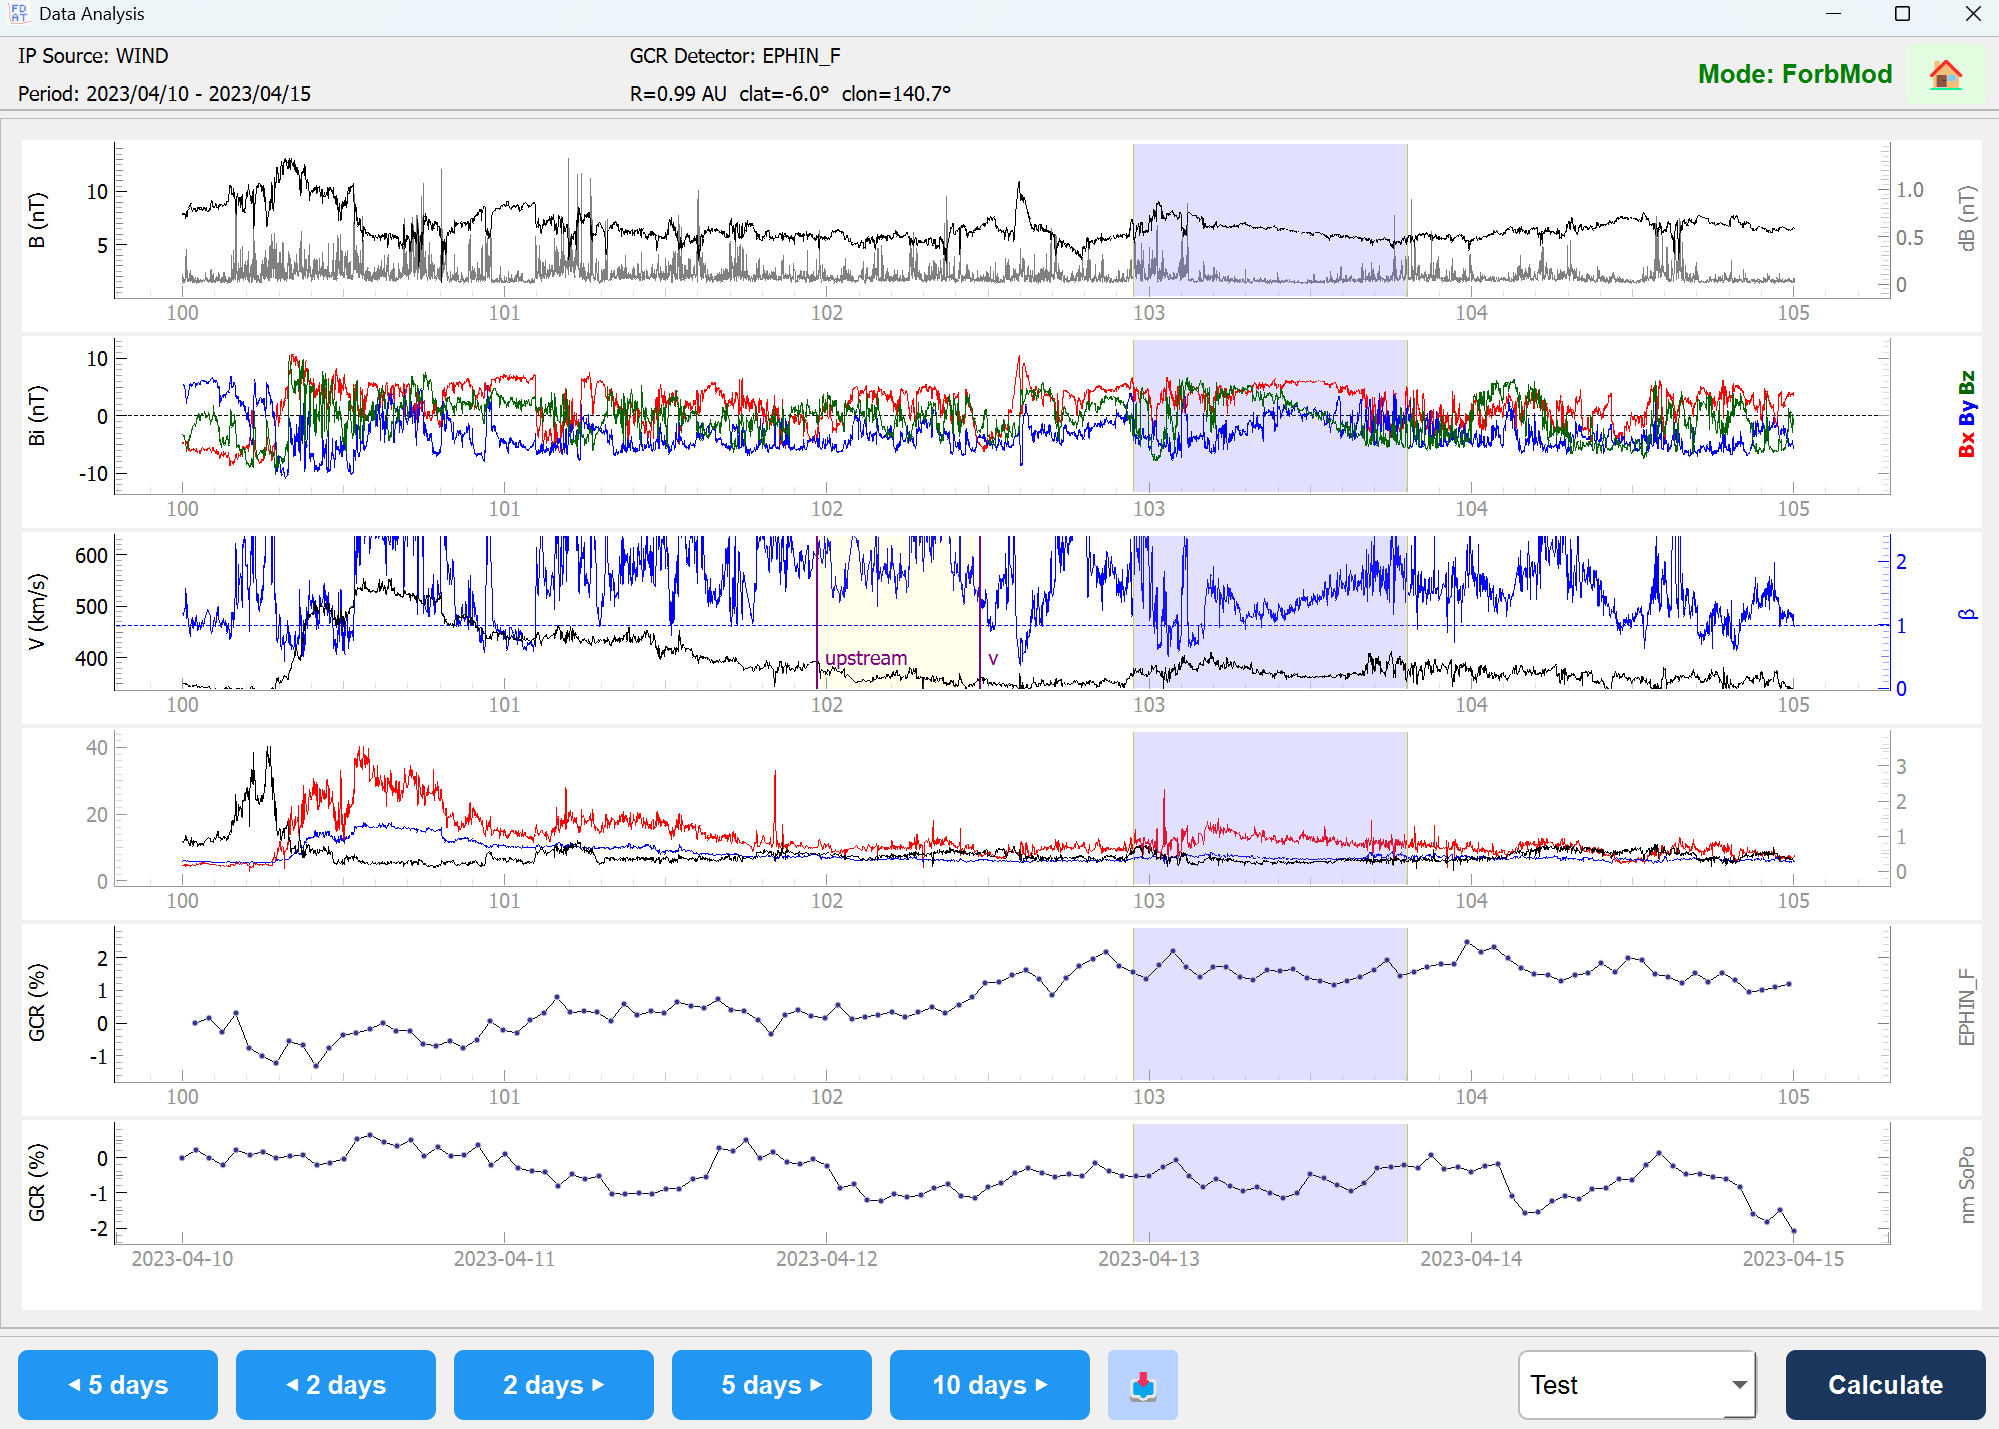 Data Analysis
IP Source: WIND
GCR Detector: EPHIN_F
Mode: ForbMod
Period: 2023/04/10 - 2023/04/15
R=0.99 AU clat=-6.0° clon=140.7°
B (nT)
10
5
1.0
0.5
0
dB (nT)
100 101 102 103 104 105
Bi (nT)
10
0
-10
Bx By Bz
100 101 102 103 104 105
V (km/s)
600
500
400
upstream
v
2
1
0
β
100 101 102 103 104 105
40
20
0
3
2
1
0
100 101 102 103 104 105
GCR (%)
2
1
0
-1
EPHIN_F
100 101 102 103 104 105
GCR (%)
0
-1
-2
nm SoPo
2023-04-10 2023-04-11 2023-04-12 2023-04-13 2023-04-14 2023-04-15
5 days
2 days
2 days
5 days
10 days
Test
Calculate